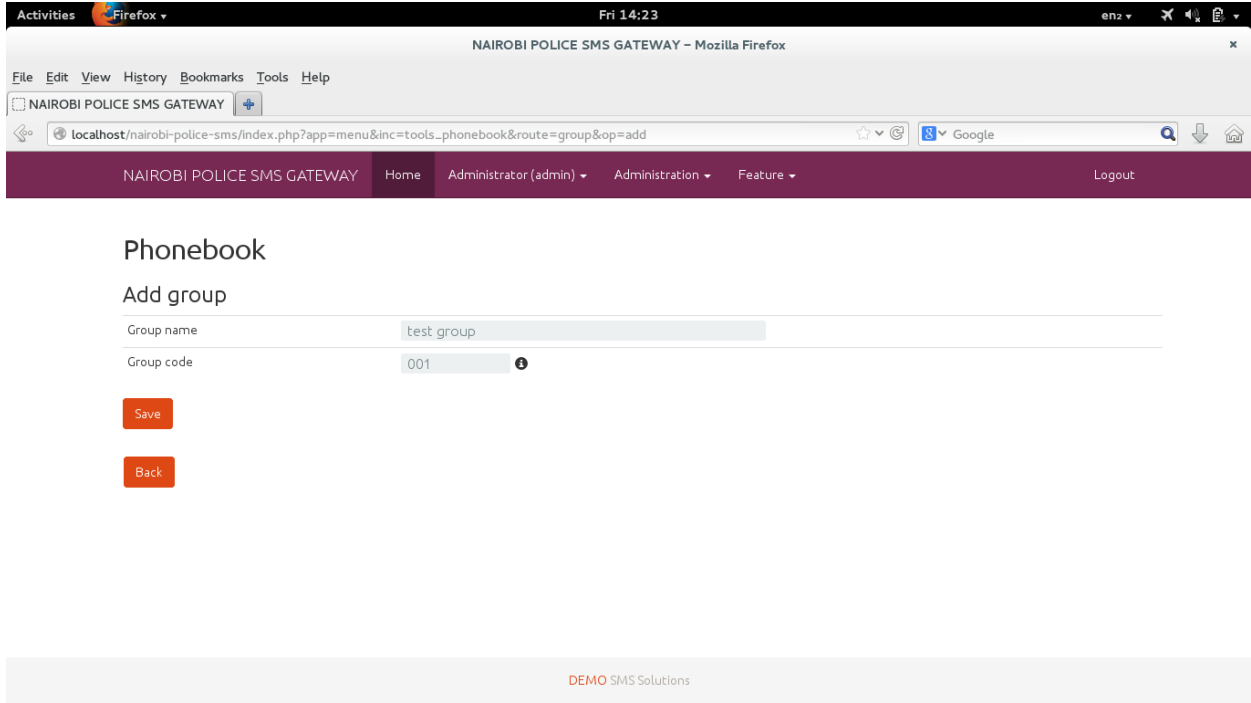 Activities Firefox Fri 14:23 en2
NAIROBI POLICE SMS GATEWAY – Mozilla Firefox x
File Edit View History Bookmarks Tools Help
NAIROBI POLICE SMS GATEWAY
localhost/nairobi-police-sms/index.php?app=menu&inc=tools_phonebook&route=group&op=add Google
NAIROBI POLICE SMS GATEWAY Home Administrator (admin) Administration Feature Logout
Phonebook
Add group
Group name test group
Group code 001
Save
Back
DEMO SMS Solutions